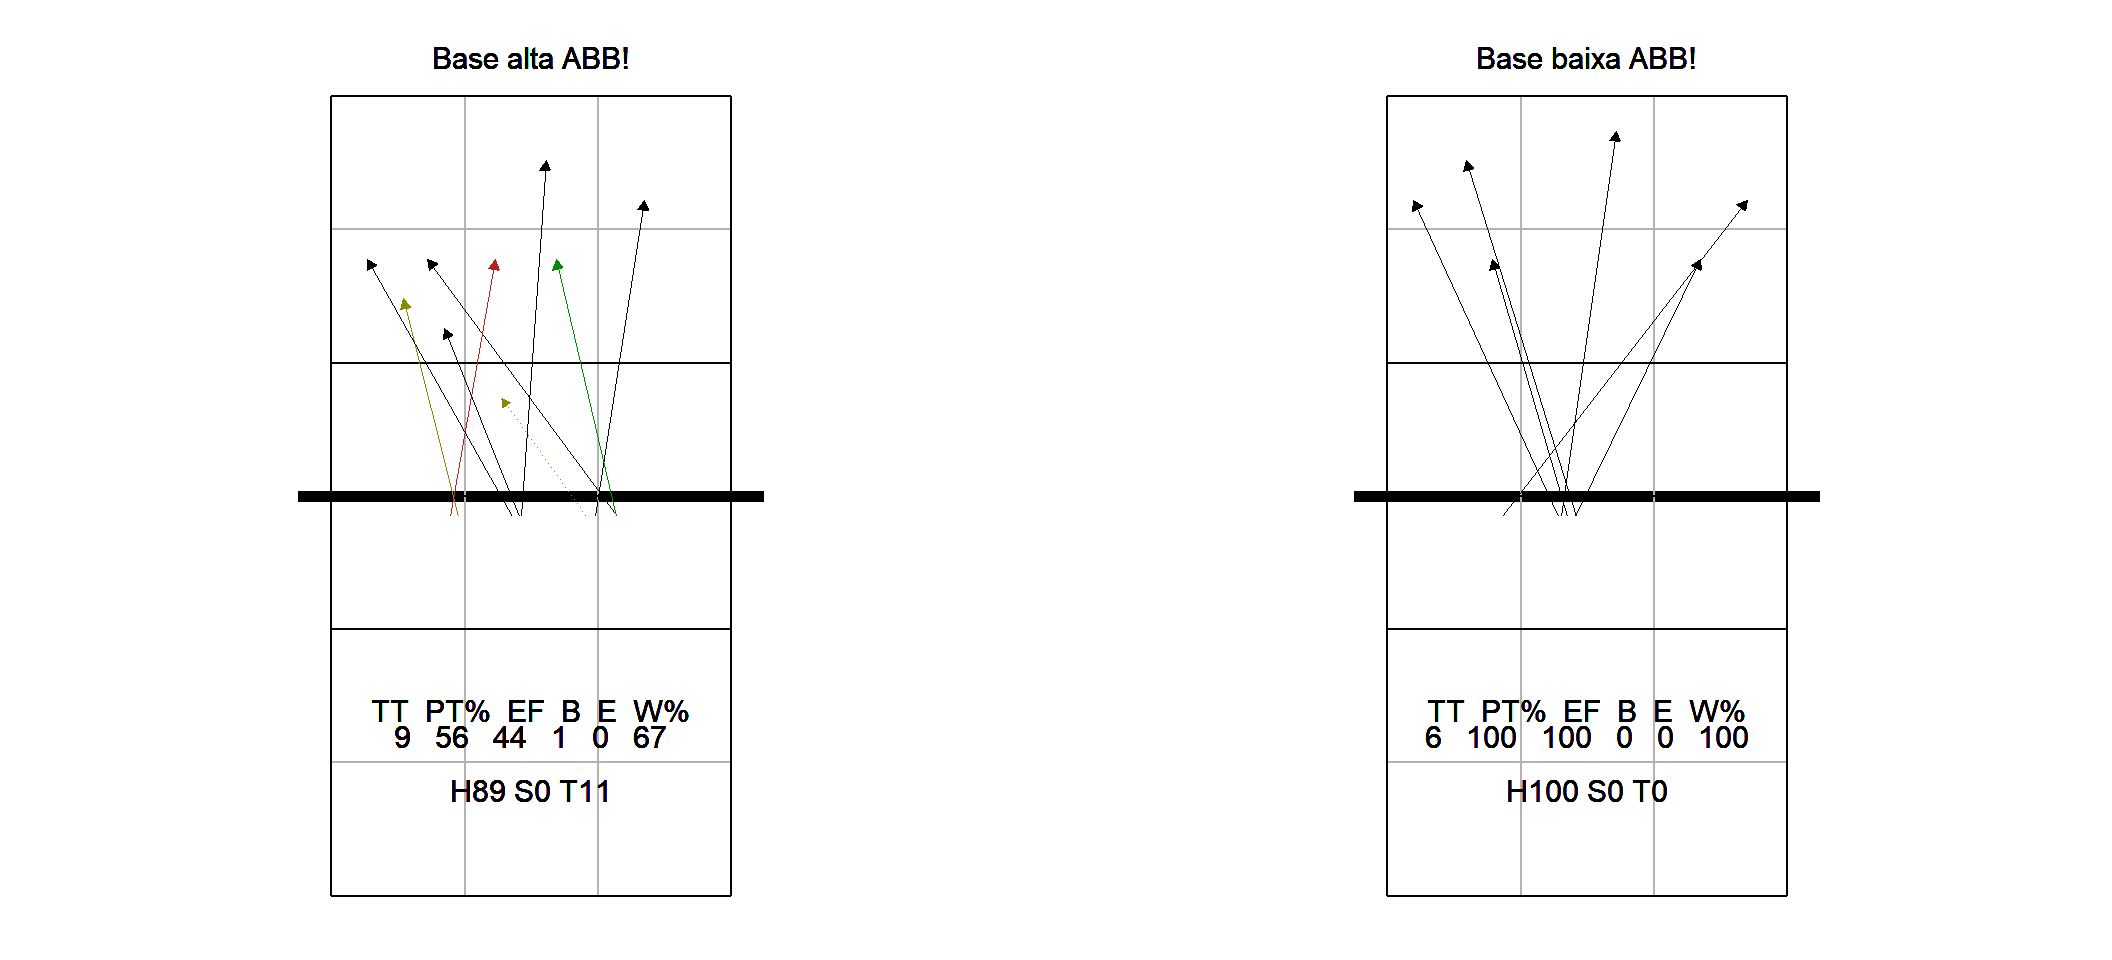 Base alta ABB!
TT PT% EF B E W%
9 56 44 1 0 67
H89 S0 T11
Base baixa ABB!
TT PT% EF B E W%
6 100 100 0 0 100
H100 S0 T0